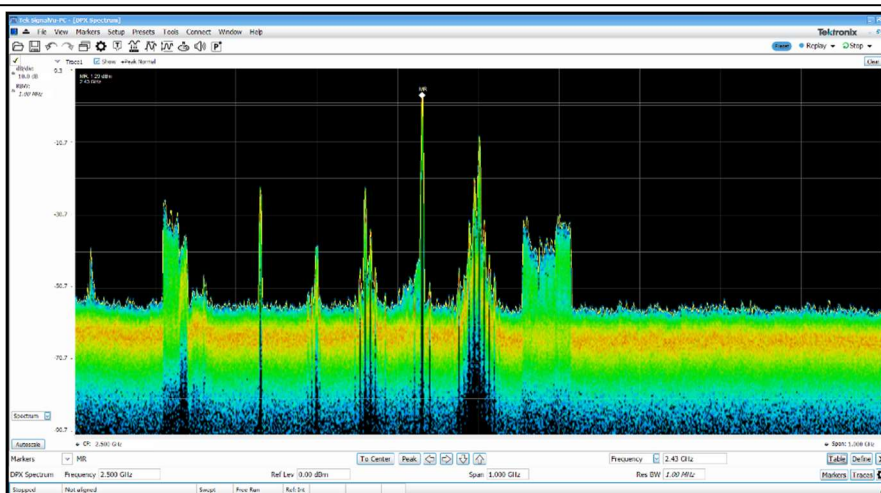 Tek SignalVu-PC - [DPX Spectrum]
File View Markers Setup Presets Tools Connect Window Help
Tektronix
Replay Stop
Trace1 Show +Peak Normal
Clear
dB/div:
10.0 dB
RBW:
1.00 MHz
0.3
2.43 GHz
MR
-10.7
-30.7
-50.7
-70.7
-90.7
Spectrum
Autoscale
CF: 2.500 GHz
Span: 1.000 GHz
Markers MR To Center Peak Frequency 2.43 GHz Table Define
DPX Spectrum Frequency 2.500 GHz Ref Lev 0.00 dBm Span 1.000 GHz Res BW 1.00 MHz Markers Traces
Stopped Not aligned Swept Free Run Ref: Int